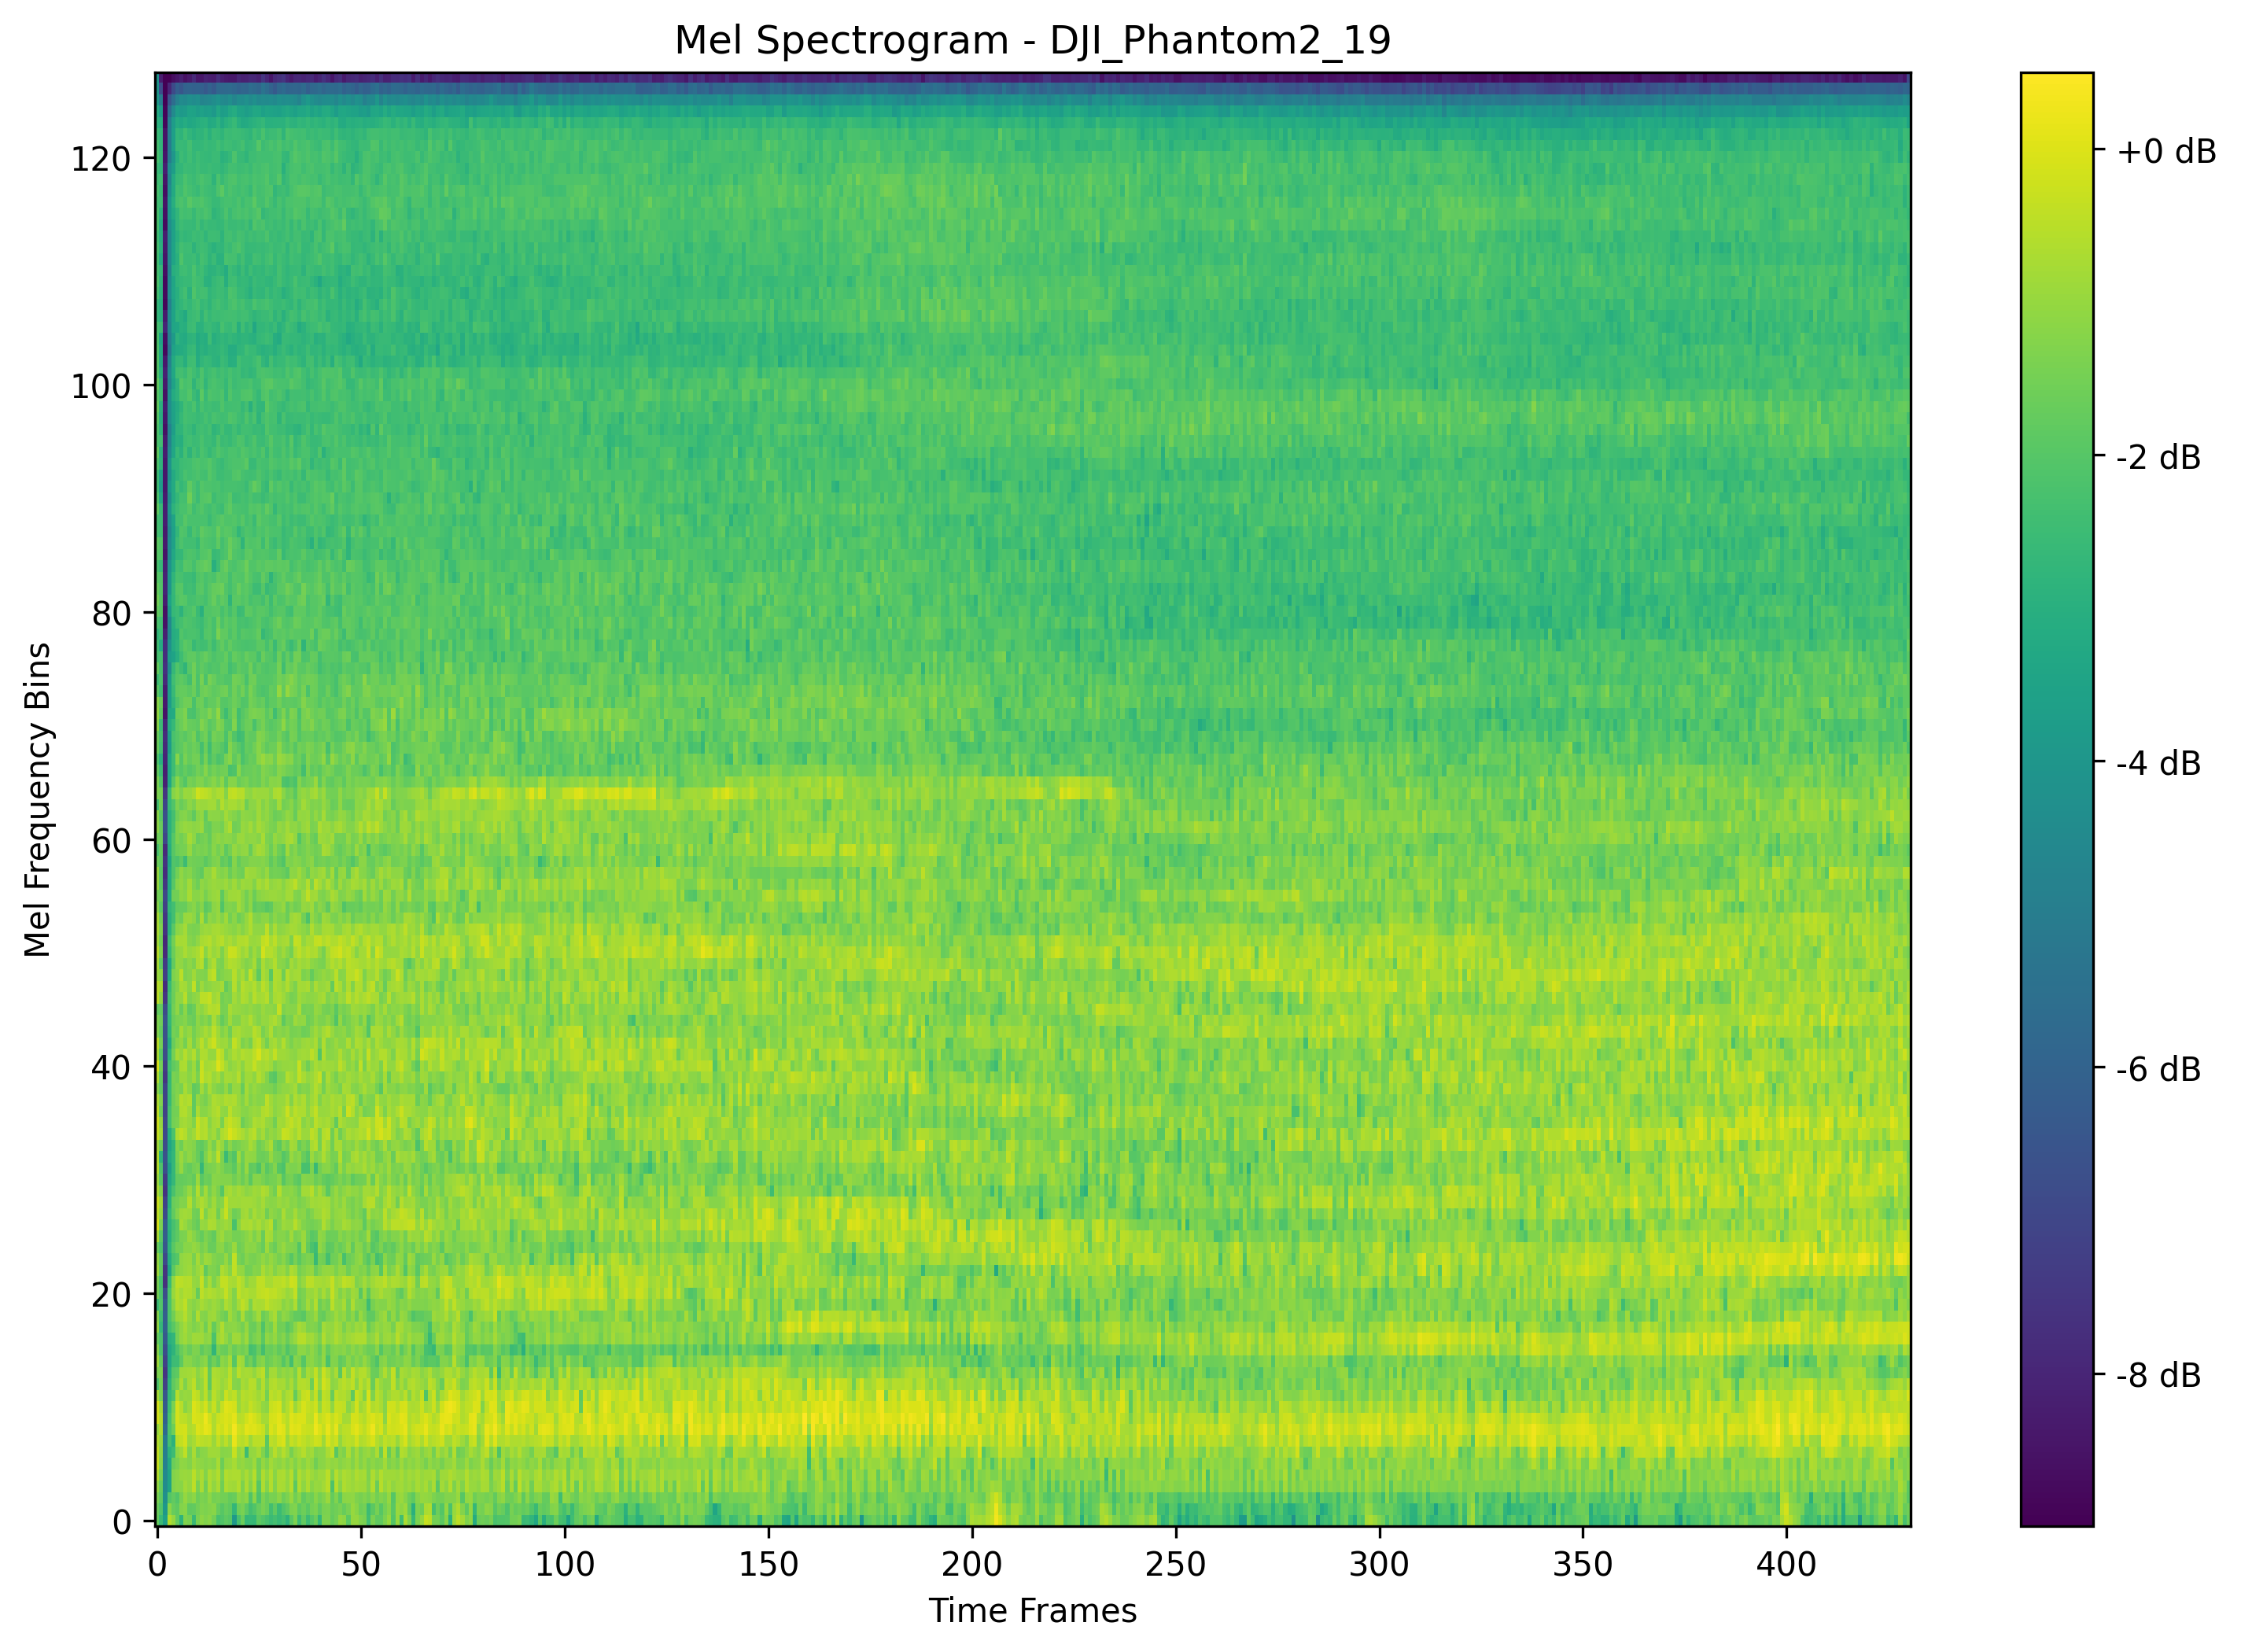 Mel Spectrogram - DJI_Phantom2_19
Mel Frequency Bins
120
100
80
60
40
20
0
0 50 100 150 200 250 300 350 400
Time Frames
+0 dB
-2 dB
-4 dB
-6 dB
-8 dB